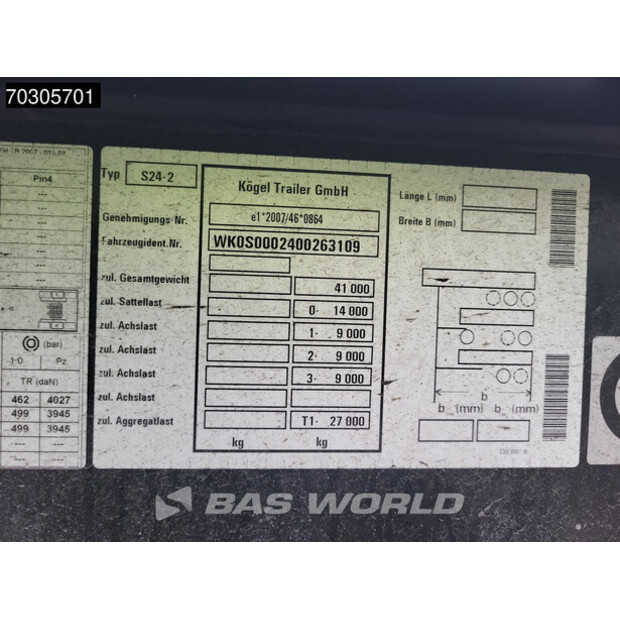 70305701
Pin4
(bar)
1.0 Pz
TR (daN)
462 4027
499 3945
499 3945
Typ S24-2
Kögel Trailer GmbH
Genehmigungs-Nr. e1*2007/46*0864
Fahrzeugident.Nr. WK0S0002400263109
zul. Gesamtgewicht 41 000
zul. Sattellast 0- 14 000
zul. Achslast 1- 9 000
zul. Achslast 2- 9 000
zul. Achslast 3- 9 000
zul. Aggregatlast T1- 27 000
kg kg
Länge L (mm)
Breite B (mm)
b
b (mm) b (mm)
BAS WORLD